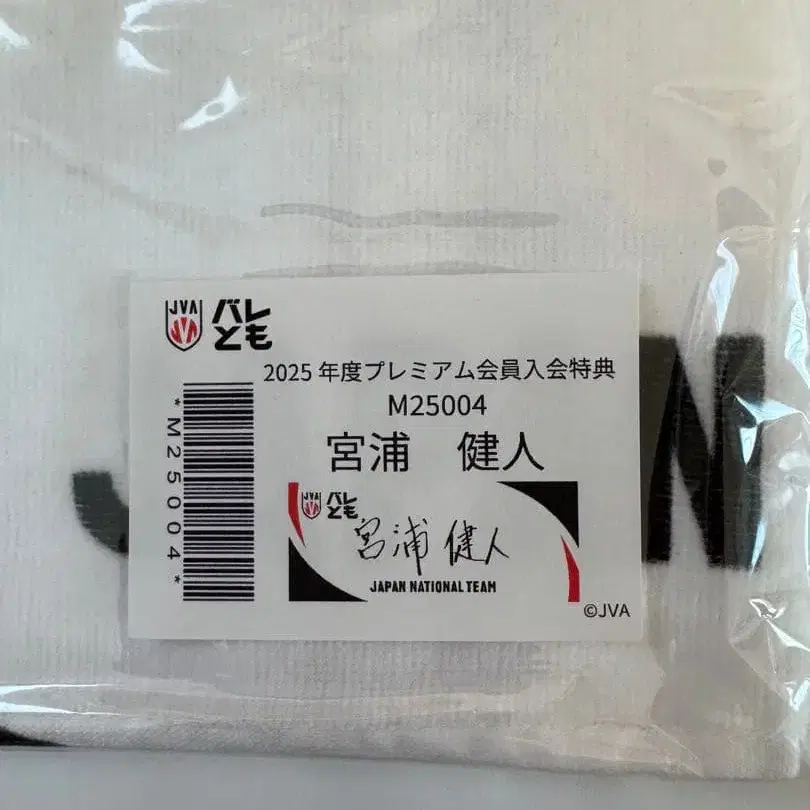 JVA
バレ
とも
2025 年度プレミアム会員入会特典
M25004
宮浦 健人
*M25004*
JVA
バレ
とも
宮浦 健人
JAPAN NATIONAL TEAM
©JVA
N